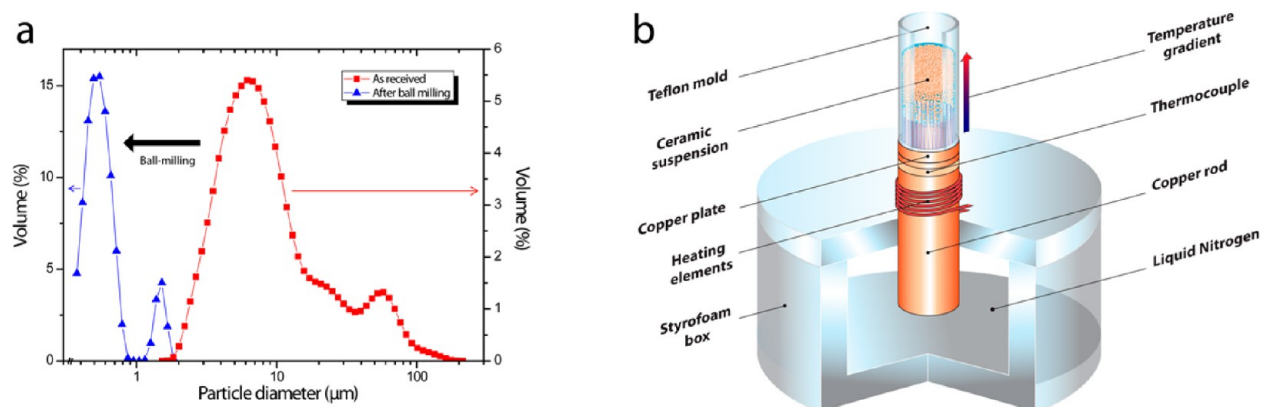 a
As received
After ball milling
Ball-milling
Volume (%)
15
10
5
0
Volume (%)
6
5
4
3
2
1
0
1
10
100
Particle diameter (µm)
b
Teflon mold
Ceramic
suspension
Copper plate
Heating
elements
Styrofoam
box
Temperature
gradient
Thermocouple
Copper rod
Liquid Nitrogen